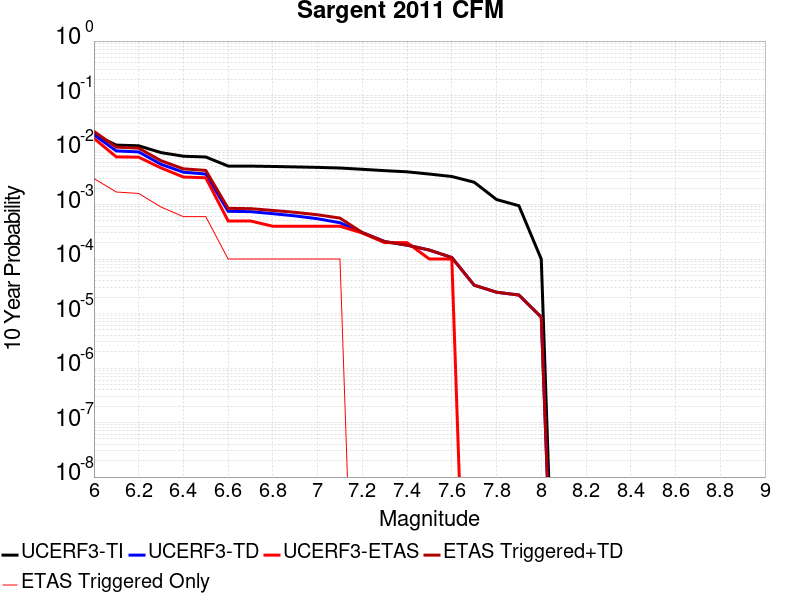 Sargent 2011 CFM
10 0
10 -1
10 -2
10 -3
10 -4
10 -5
10 -6
10 -7
10 -8
10 Year Probability
6 6.2 6.4 6.6 6.8 7 7.2 7.4 7.6 7.8 8 8.2 8.4 8.6 8.8 9
Magnitude
UCERF3-TI UCERF3-TD UCERF3-ETAS ETAS Triggered+TD
ETAS Triggered Only